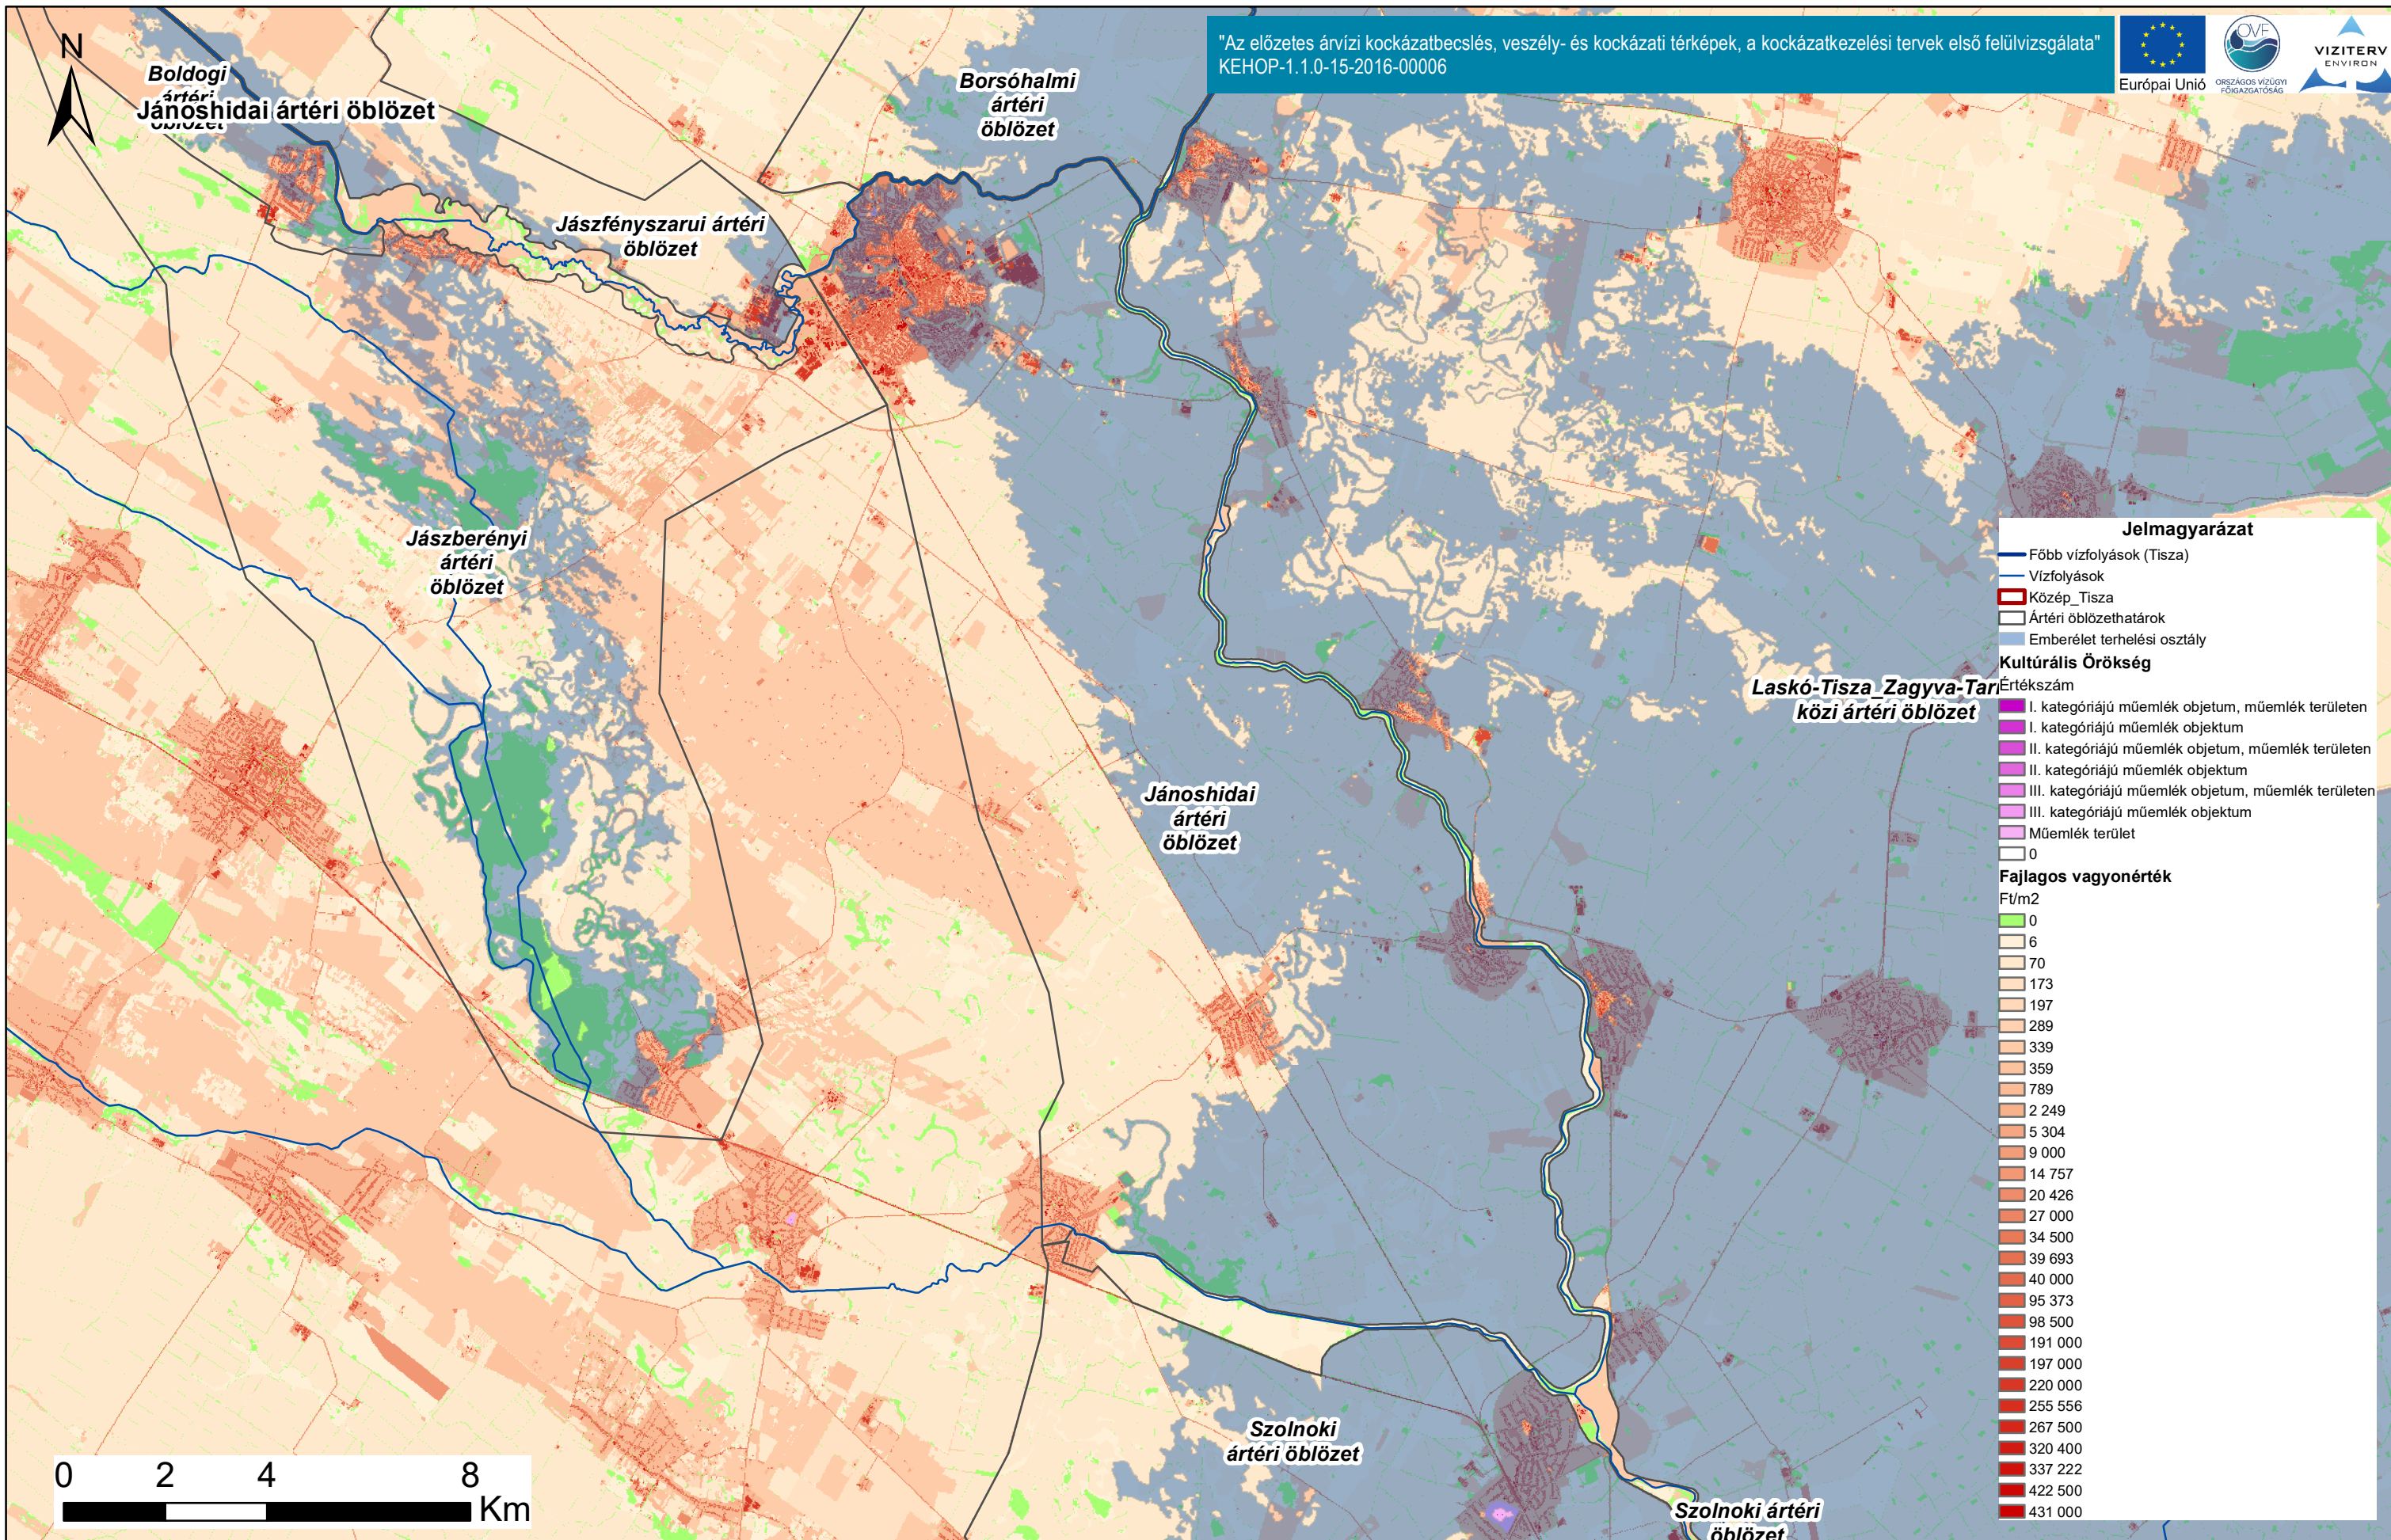 "Az előzetes árvízi kockázatbecslés, veszély- és kockázati térképek, a kockázatkezelési tervek első felülvizsgálata"
KEHOP-1.1.0-15-2016-00006
Európai Unió
OVF
ORSZÁGOS VÍZÜGYI
FŐIGAZGATÓSÁG
VIZITERV
ENVIRON
N
Boldogi
ártéri
öblözet
Jánoshidai ártéri öblözet
Borsóhalmi
ártéri
öblözet
Jászfényszarui ártéri
öblözet
Jászberényi
ártéri
öblözet
Laskó-Tisza_Zagyva-Tar
közi ártéri öblözet
Jánoshidai
ártéri
öblözet
Szolnoki
ártéri öblözet
Szolnoki ártéri
öblözet
Jelmagyarázat
Főbb vízfolyások (Tisza)
Vízfolyások
Közép_Tisza
Ártéri öblözethatárok
Emberélet terhelési osztály
Kultúrális Örökség
Értékszám
I. kategóriájú műemlék objetum, műemlék területen
I. kategóriájú műemlék objektum
II. kategóriájú műemlék objetum, műemlék területen
II. kategóriájú műemlék objektum
III. kategóriájú műemlék objetum, műemlék területen
III. kategóriájú műemlék objektum
Műemlék terület
0
Fajlagos vagyonérték
Ft/m2
0
6
70
173
197
289
339
359
789
2 249
5 304
9 000
14 757
20 426
27 000
34 500
39 693
40 000
95 373
98 500
191 000
197 000
220 000
255 556
267 500
320 400
337 222
422 500
431 000
0 2 4 8
Km